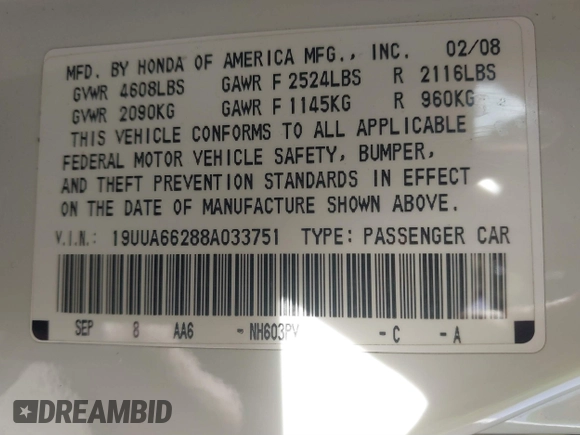 MFD. BY HONDA OF AMERICA MFG., INC. 02/08
GVWR 4608LBS GAWR F 2524LBS R 2116LBS
GVWR 2090KG GAWR F 1145KG R 960KG
THIS VEHICLE CONFORMS TO ALL APPLICABLE
FEDERAL MOTOR VEHICLE SAFETY, BUMPER,
AND THEFT PREVENTION STANDARDS IN EFFECT
ON THE DATE OF MANUFACTURE SHOWN ABOVE.
V.I.N.: 19UUA66288A033751 TYPE: PASSENGER CAR
SEP 8 AA6 - NH603PV - C - A
DREAMBID